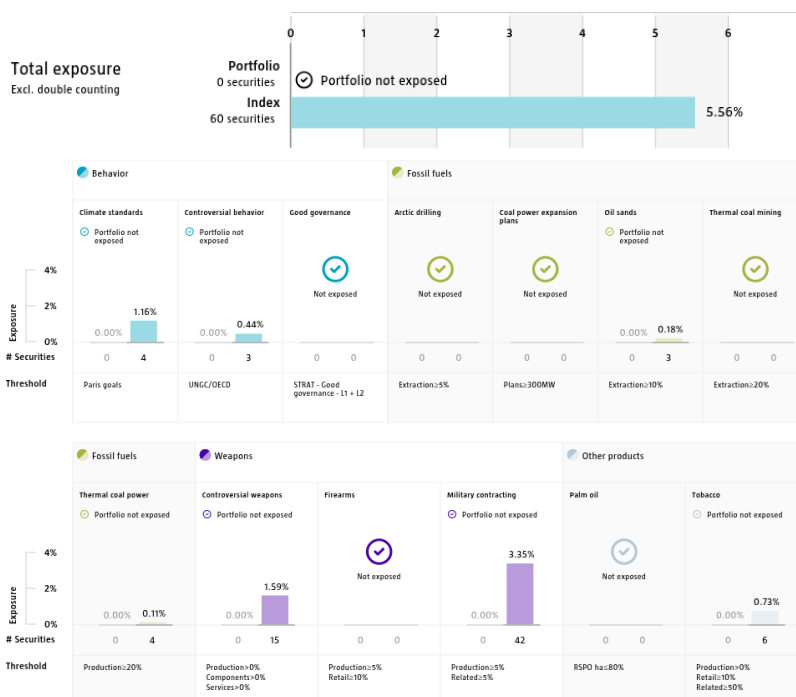 0 1 2 3 4 5 6
Total exposure
Excl. double counting
Portfolio
0 securities
Portfolio not exposed
Index
60 securities
5.56%
Behavior
Fossil fuels
Climate standards
Portfolio not
exposed
Controversial behavior
Portfolio not
exposed
Good governance
Not exposed
Arctic drilling
Not exposed
Coal power expansion
plans
Not exposed
Oil sands
Portfolio not
exposed
Thermal coal mining
Not exposed
Exposure
4%
2%
0%
0.00% 1.16%
0.00% 0.44%
0.00% 0.18%
# Securities 0 4 0 3 0 0 0 0 0 0 0 3 0 0
Threshold
Paris goals
UNGC/OECD
STRAT - Good
governance - L1 + L2
Extraction≥5%
Plans≥300MW
Extraction≥10%
Extraction≥20%
Fossil fuels
Weapons
Other products
Thermal coal power
Portfolio not exposed
Controversial weapons
Portfolio not exposed
Firearms
Not exposed
Military contracting
Portfolio not exposed
Palm oil
Not exposed
Tobacco
Portfolio not exposed
Exposure
4%
2%
0%
0.00% 0.11%
0.00% 1.59%
0.00% 3.35%
0.00% 0.73%
# Securities 0 4 0 15 0 0 0 42 0 0 0 6
Threshold
Production≥20%
Production>0%
Components>0%
Services>0%
Production≥5%
Retail≥10%
Production≥5%
Related≥5%
RSPO ha≤80%
Production>0%
Retail≥10%
Related≥50%